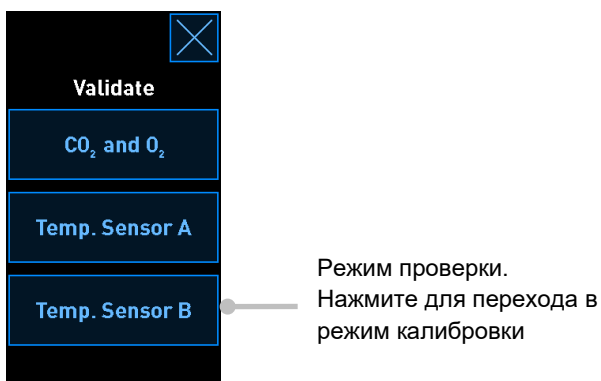 Validate
CO₂ and O₂
Temp. Sensor A
Temp. Sensor B
Режим проверки.
Нажмите для перехода в
режим калибровки